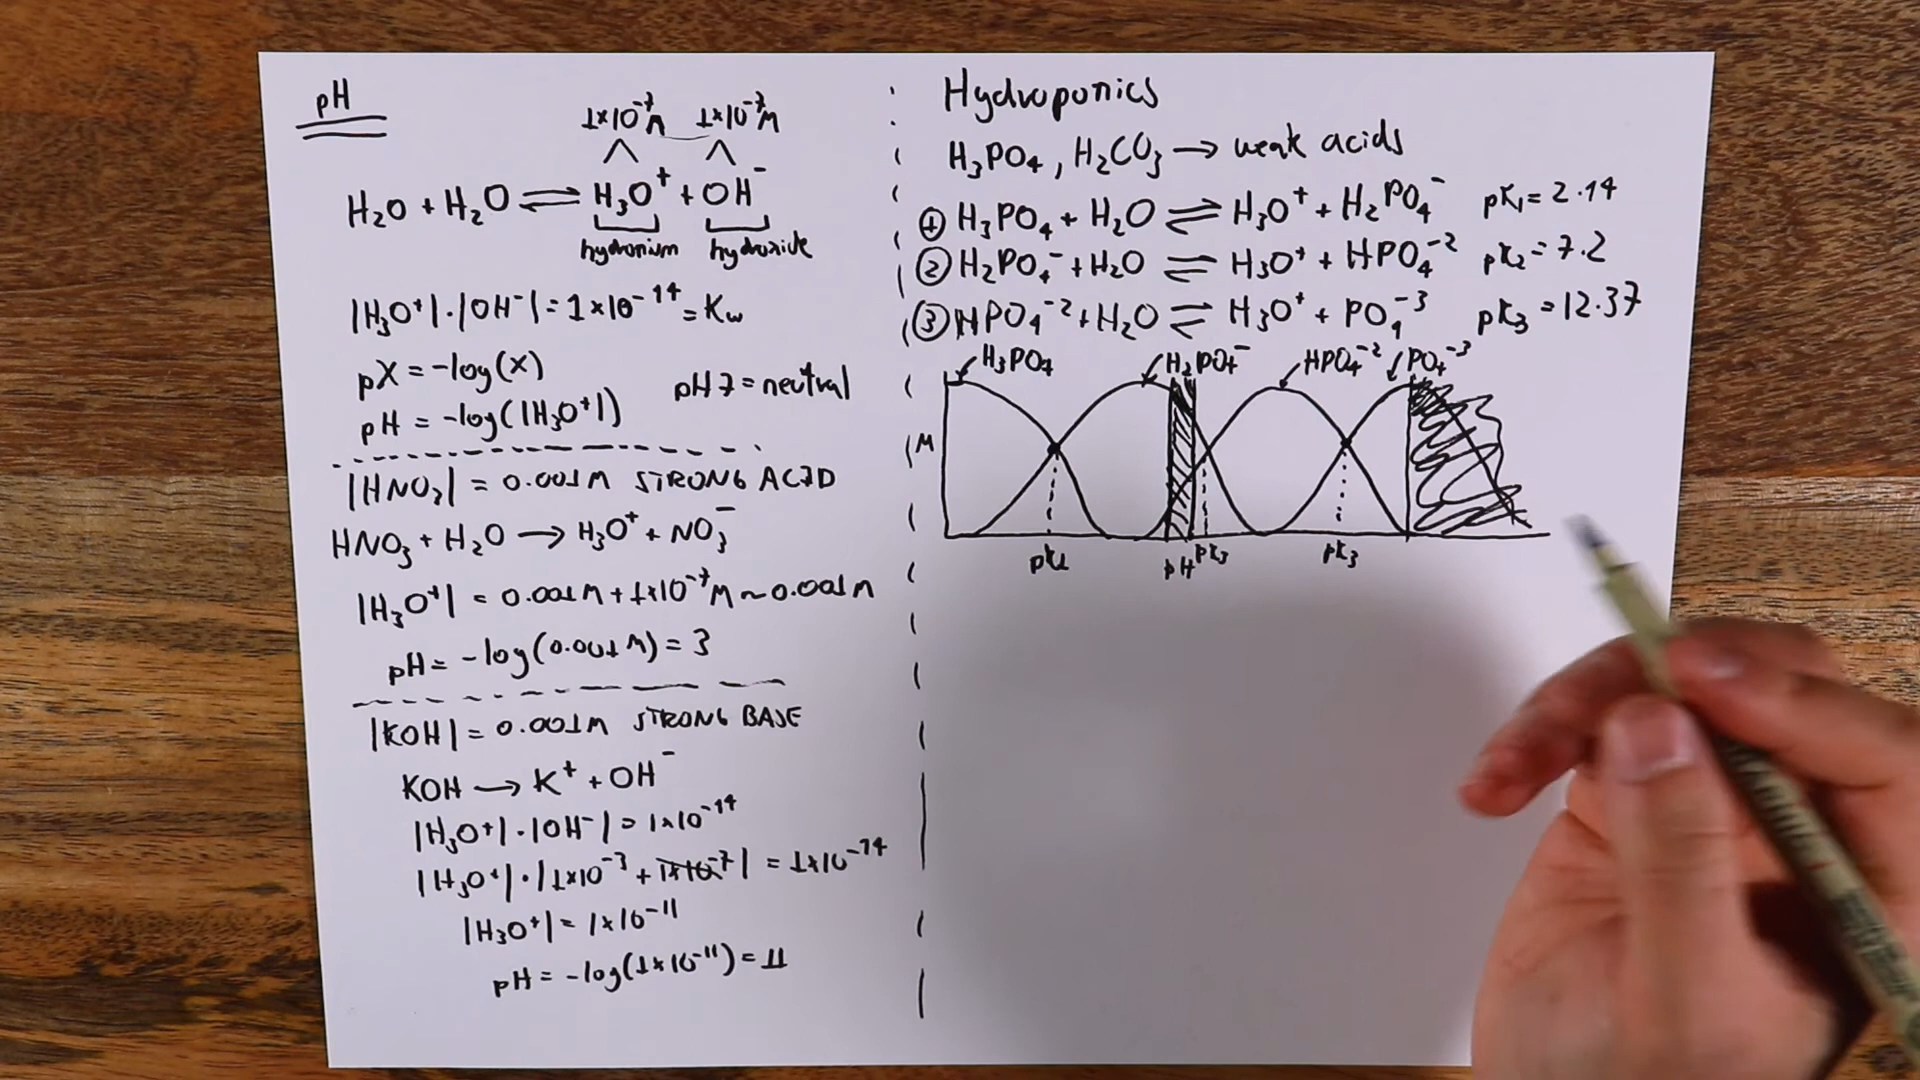 pH
1×10⁻⁷M 1×10⁻⁷M
H₂O + H₂O ⇌ H₃O⁺ + OH⁻
hydronium hydroxide
|H₃O⁺|·|OH⁻| = 1×10⁻¹⁴ = Kw
pX = -log(x)
pH 7 = neutral
pH = -log(|H₃O⁺|)
|HNO₃| = 0.001M STRONG ACID
HNO₃ + H₂O → H₃O⁺ + NO₃⁻
|H₃O⁺| = 0.001M + 1×10⁻⁷M ~ 0.001M
pH = -log(0.001M) = 3
|KOH| = 0.001M STRONG BASE
KOH → K⁺ + OH⁻
|H₃O⁺|·|OH⁻| = 1×10⁻¹⁴
|H₃O⁺|·|1×10⁻³ + 1×10⁻⁷| = 1×10⁻¹⁴
|H₃O⁺| = 1×10⁻¹¹
pH = -log(1×10⁻¹¹) = 11
Hydroponics
H₃PO₄, H₂CO₃ → weak acids
① H₃PO₄ + H₂O ⇌ H₃O⁺ + H₂PO₄⁻ pK₁ = 2.14
② H₂PO₄⁻ + H₂O ⇌ H₃O⁺ + HPO₄⁻² pK₂ = 7.2
③ HPO₄⁻² + H₂O ⇌ H₃O⁺ + PO₄⁻³ pK₃ = 12.37
H₃PO₄ H₂PO₄⁻ HPO₄⁻² PO₄⁻³
M
pK₁ pH pK₃ pK₃